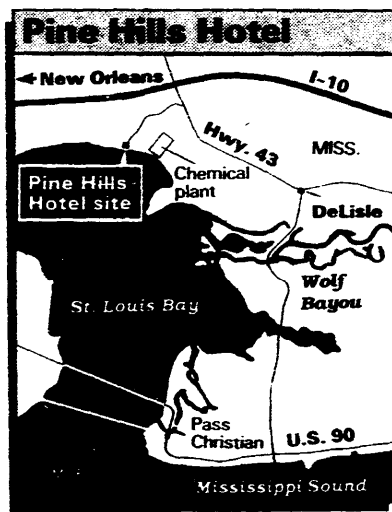 Pine Hills Hotel
New Orleans
I-10
Hwy. 43
MISS.
Pine Hills
Hotel site
Chemical
plant
DeLisle
Wolf
Bayou
St. Louis Bay
Pass
Christian
U.S. 90
Mississippi Sound